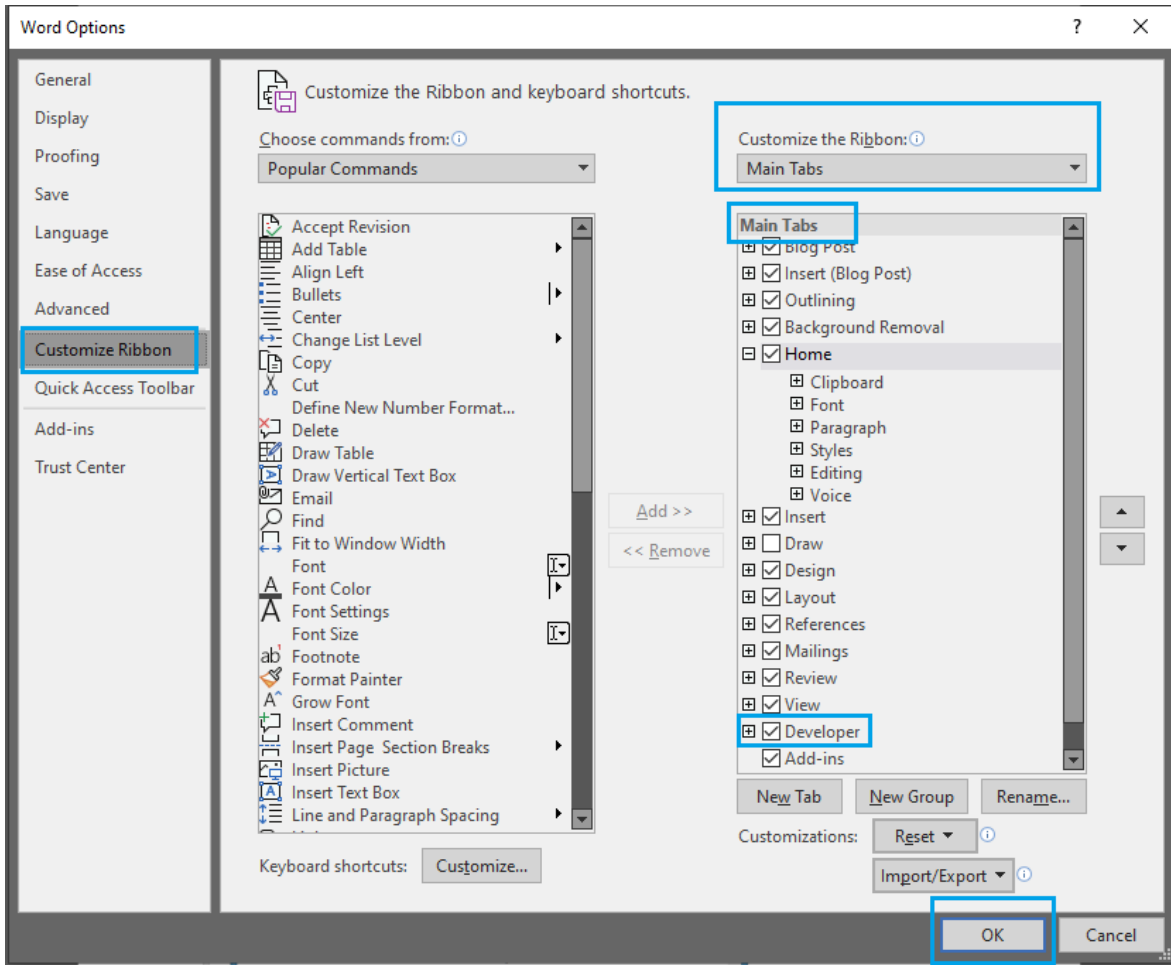 Word Options
?
General
Display
Proofing
Save
Language
Ease of Access
Advanced
Customize Ribbon
Quick Access Toolbar
Add-ins
Trust Center
Customize the Ribbon and keyboard shortcuts.
Choose commands from:
Popular Commands
Accept Revision
Add Table
Align Left
Bullets
Center
Change List Level
Copy
Cut
Define New Number Format...
Delete
Draw Table
Draw Vertical Text Box
Email
Find
Fit to Window Width
Font
Font Color
Font Settings
Font Size
Footnote
Format Painter
Grow Font
Insert Comment
Insert Page  Section Breaks
Insert Picture
Insert Text Box
Line and Paragraph Spacing
Keyboard shortcuts:
Customize...
Add >>
<< Remove
Customize the Ribbon:
Main Tabs
Main Tabs
Blog Post
Insert (Blog Post)
Outlining
Background Removal
Home
Clipboard
Font
Paragraph
Styles
Editing
Voice
Insert
Draw
Design
Layout
References
Mailings
Review
View
Developer
Add-ins
New Tab
New Group
Rename...
Customizations:
Reset
Import/Export
OK
Cancel